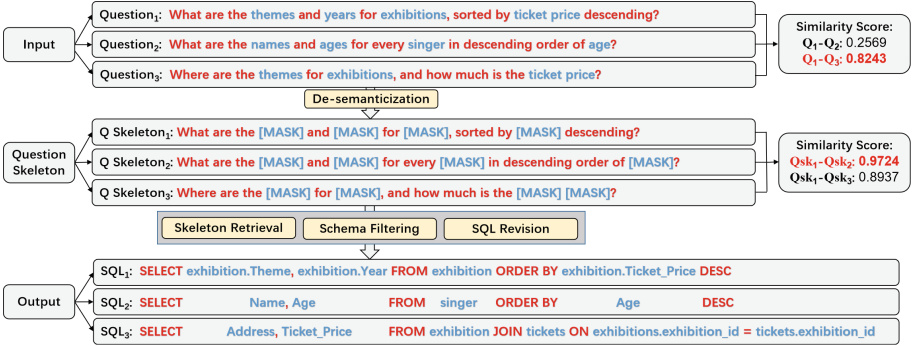 Input
Question₁: What are the themes and years for exhibitions, sorted by ticket price descending?
Question₂: What are the names and ages for every singer in descending order of age?
Question₃: Where are the themes for exhibitions, and how much is the ticket price?
Similarity Score:
Q₁-Q₂: 0.2569
Q₁-Q₃: 0.8243
De-semanticization
Question
Skeleton
Q Skeleton₁: What are the [MASK] and [MASK] for [MASK], sorted by [MASK] descending?
Q Skeleton₂: What are the [MASK] and [MASK] for every [MASK] in descending order of [MASK]?
Q Skeleton₃: Where are the [MASK] for [MASK], and how much is the [MASK] [MASK]?
Similarity Score:
Qsk₁-Qsk₂: 0.9724
Qsk₁-Qsk₃: 0.8937
Skeleton Retrieval
Schema Filtering
SQL Revision
Output
SQL₁: SELECT exhibition.Theme, exhibition.Year FROM exhibition ORDER BY exhibition.Ticket_Price DESC
SQL₂: SELECT Name, Age FROM singer ORDER BY Age DESC
SQL₃: SELECT Address, Ticket_Price FROM exhibition JOIN tickets ON exhibitions.exhibition_id = tickets.exhibition_id